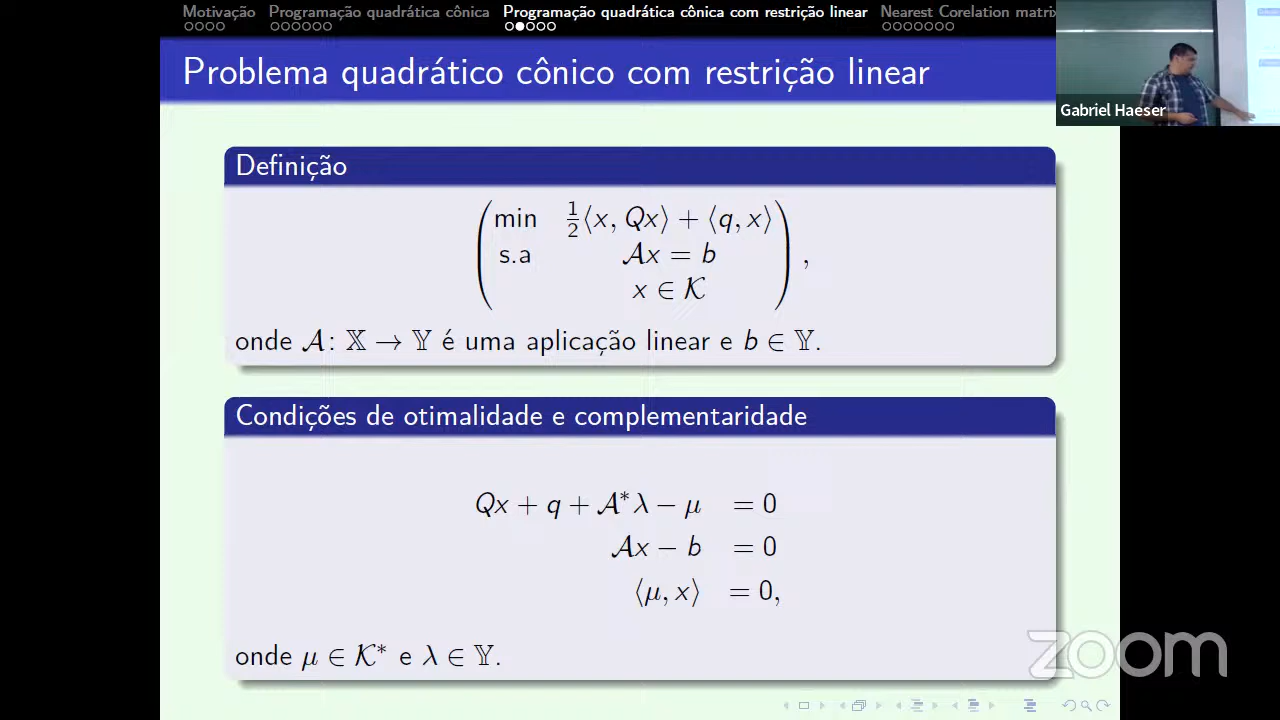 Motivação Programação quadrática cônica Programação quadrática cônica com restrição linear Nearest Corelation matrix
Problema quadrático cônico com restrição linear
Gabriel Haeser
Definição
min ½⟨x, Qx⟩ + ⟨q, x⟩
s.a 𝒜x = b
x ∈ 𝒦 ,
onde 𝒜: 𝕏 → 𝕐 é uma aplicação linear e b ∈ 𝕐.
Condições de otimalidade e complementaridade
Qx + q + 𝒜*λ − μ = 0
𝒜x − b = 0
⟨μ, x⟩ = 0,
onde μ ∈ 𝒦* e λ ∈ 𝕐.
zoom